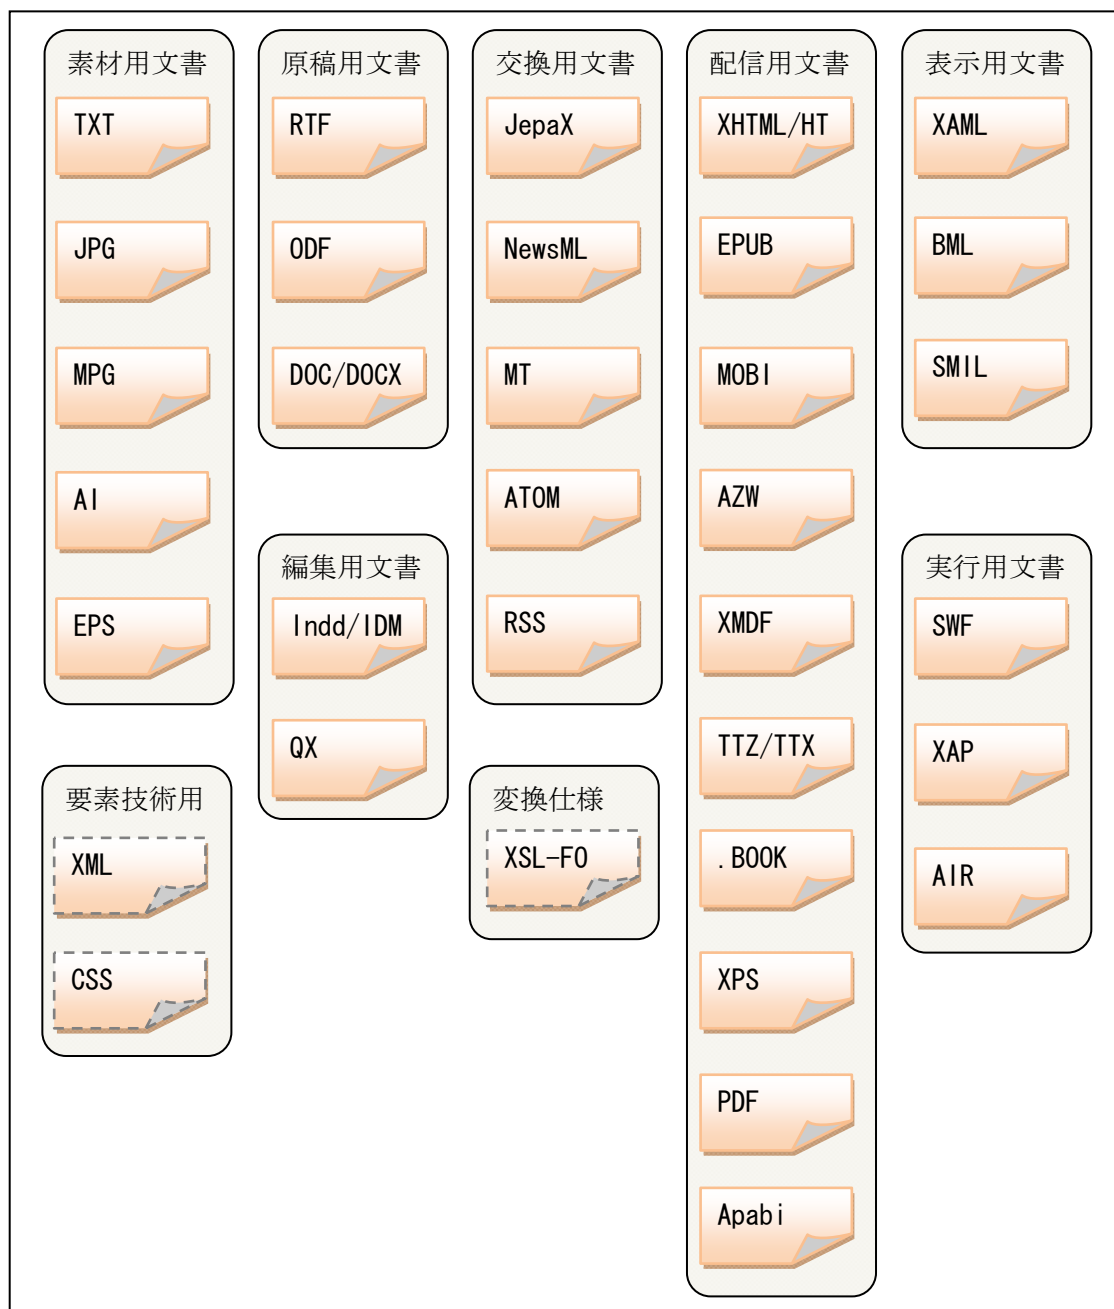 素材用文書
TXT
JPG
MPG
AI
EPS
要素技術用
XML
CSS
原稿用文書
RTF
ODF
DOC/DOCX
編集用文書
Indd/IDM
QX
交換用文書
JepaX
NewsML
MT
ATOM
RSS
変換仕様
XSL-FO
配信用文書
XHTML/HT
EPUB
MOBI
AZW
XMDF
TTZ/TTX
.BOOK
XPS
PDF
Apabi
表示用文書
XAML
BML
SMIL
実行用文書
SWF
XAP
AIR